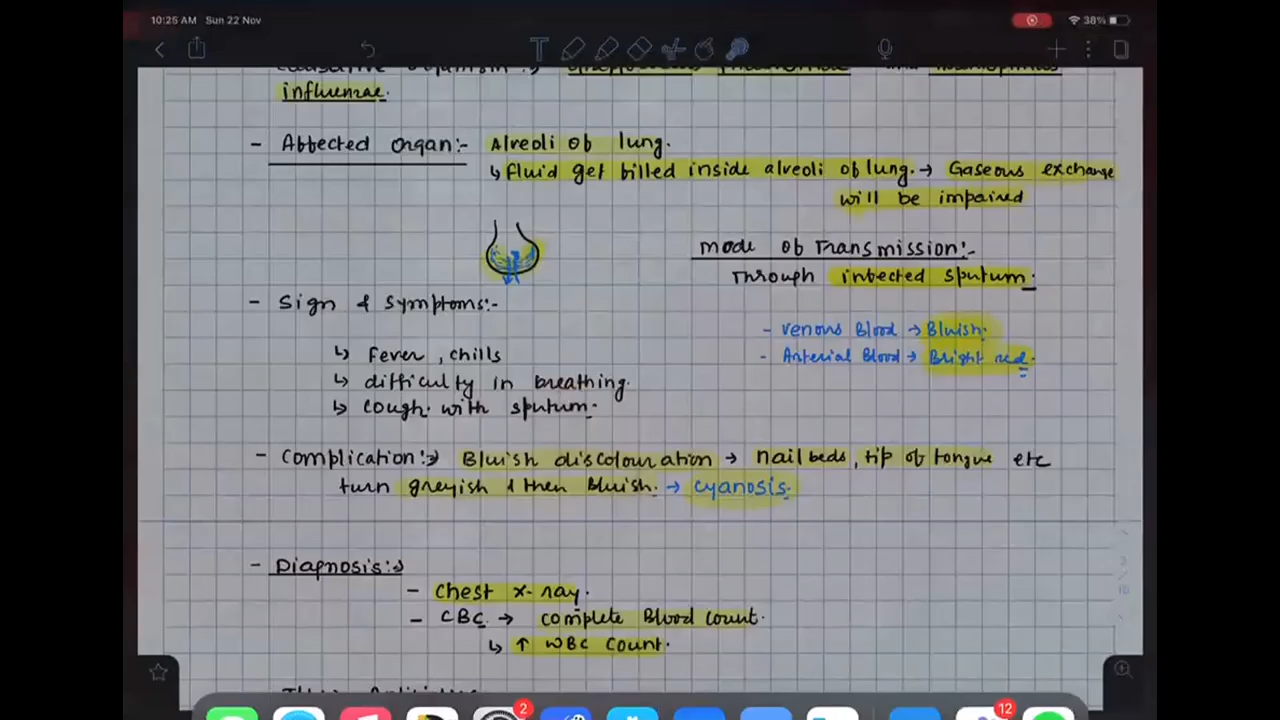 10:25 AM Sun 22 Nov
38%
influenzae.
- Affected Organ:- Alveoli of lung.
↳ fluid get filled inside alveoli of lung. → Gaseous exchange
will be impaired
Mode of Transmission:-
Through infected sputum.
- Sign & Symptoms:-
- Venous Blood → Bluish.
- Arterial Blood → Bright red.
↳ Fever, chills
↳ difficulty in breathing.
↳ cough with sputum.
- Complication:→ Bluish discolouration → nail beds, tip of tongue etc
turn greyish & then Bluish. → cyanosis.
- Diagnosis:→
- Chest x-ray.
- CBC → complete Blood count.
↳ ↑ WBC Count.
2
12